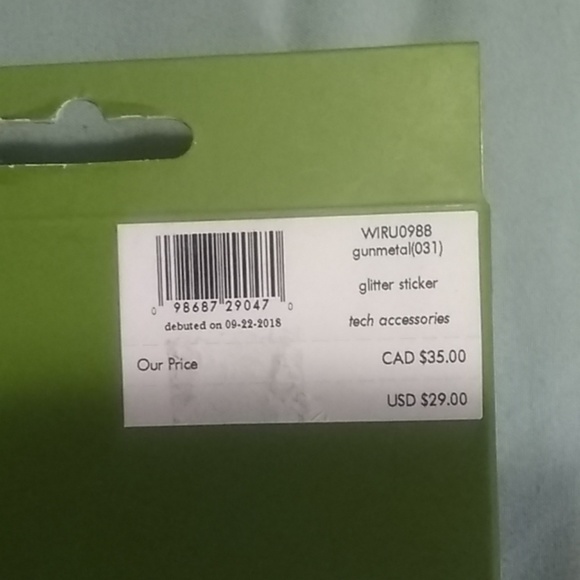 WIRU0988
gunmetal(031)
glitter sticker
tech accessories
0 98687 29047 0
debuted on 09-22-2018
Our Price
CAD $35.00
USD $29.00